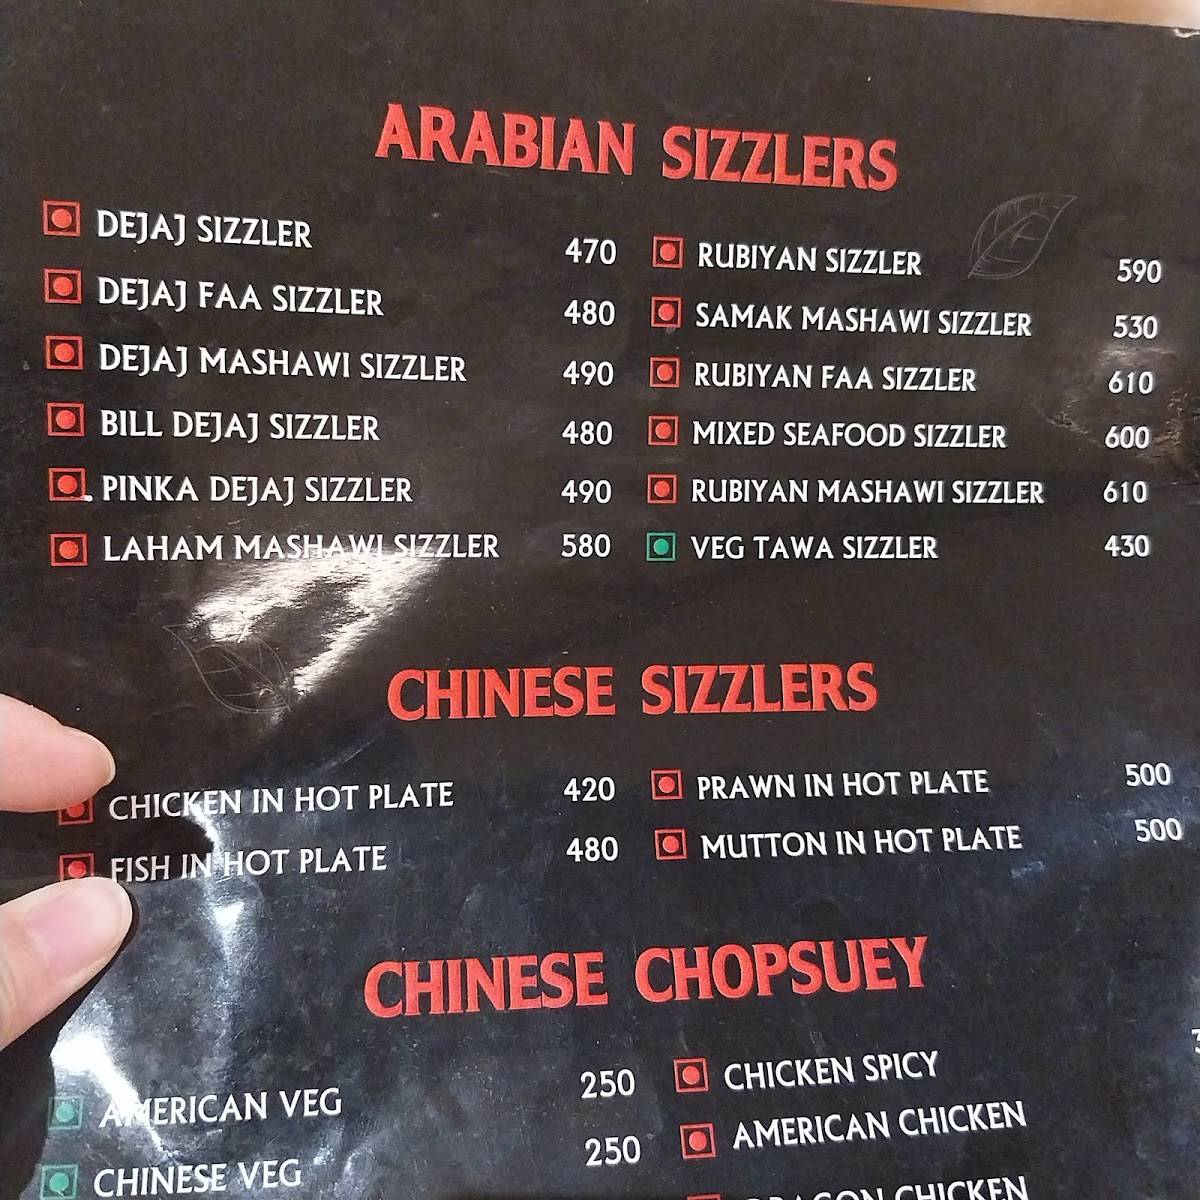 ARABIAN SIZZLERS
DEJAJ SIZZLER 470
DEJAJ FAA SIZZLER 480
DEJAJ MASHAWI SIZZLER 490
BILL DEJAJ SIZZLER 480
PINKA DEJAJ SIZZLER 490
LAHAM MASHAWI SIZZLER 580
RUBIYAN SIZZLER 590
SAMAK MASHAWI SIZZLER 530
RUBIYAN FAA SIZZLER 610
MIXED SEAFOOD SIZZLER 600
RUBIYAN MASHAWI SIZZLER 610
VEG TAWA SIZZLER 430
CHINESE SIZZLERS
CHICKEN IN HOT PLATE 420
FISH IN HOT PLATE 480
PRAWN IN HOT PLATE 500
MUTTON IN HOT PLATE 500
CHINESE CHOPSUEY
AMERICAN VEG 250
CHINESE VEG 250
CHICKEN SPICY
AMERICAN CHICKEN
DRAGON CHICKEN